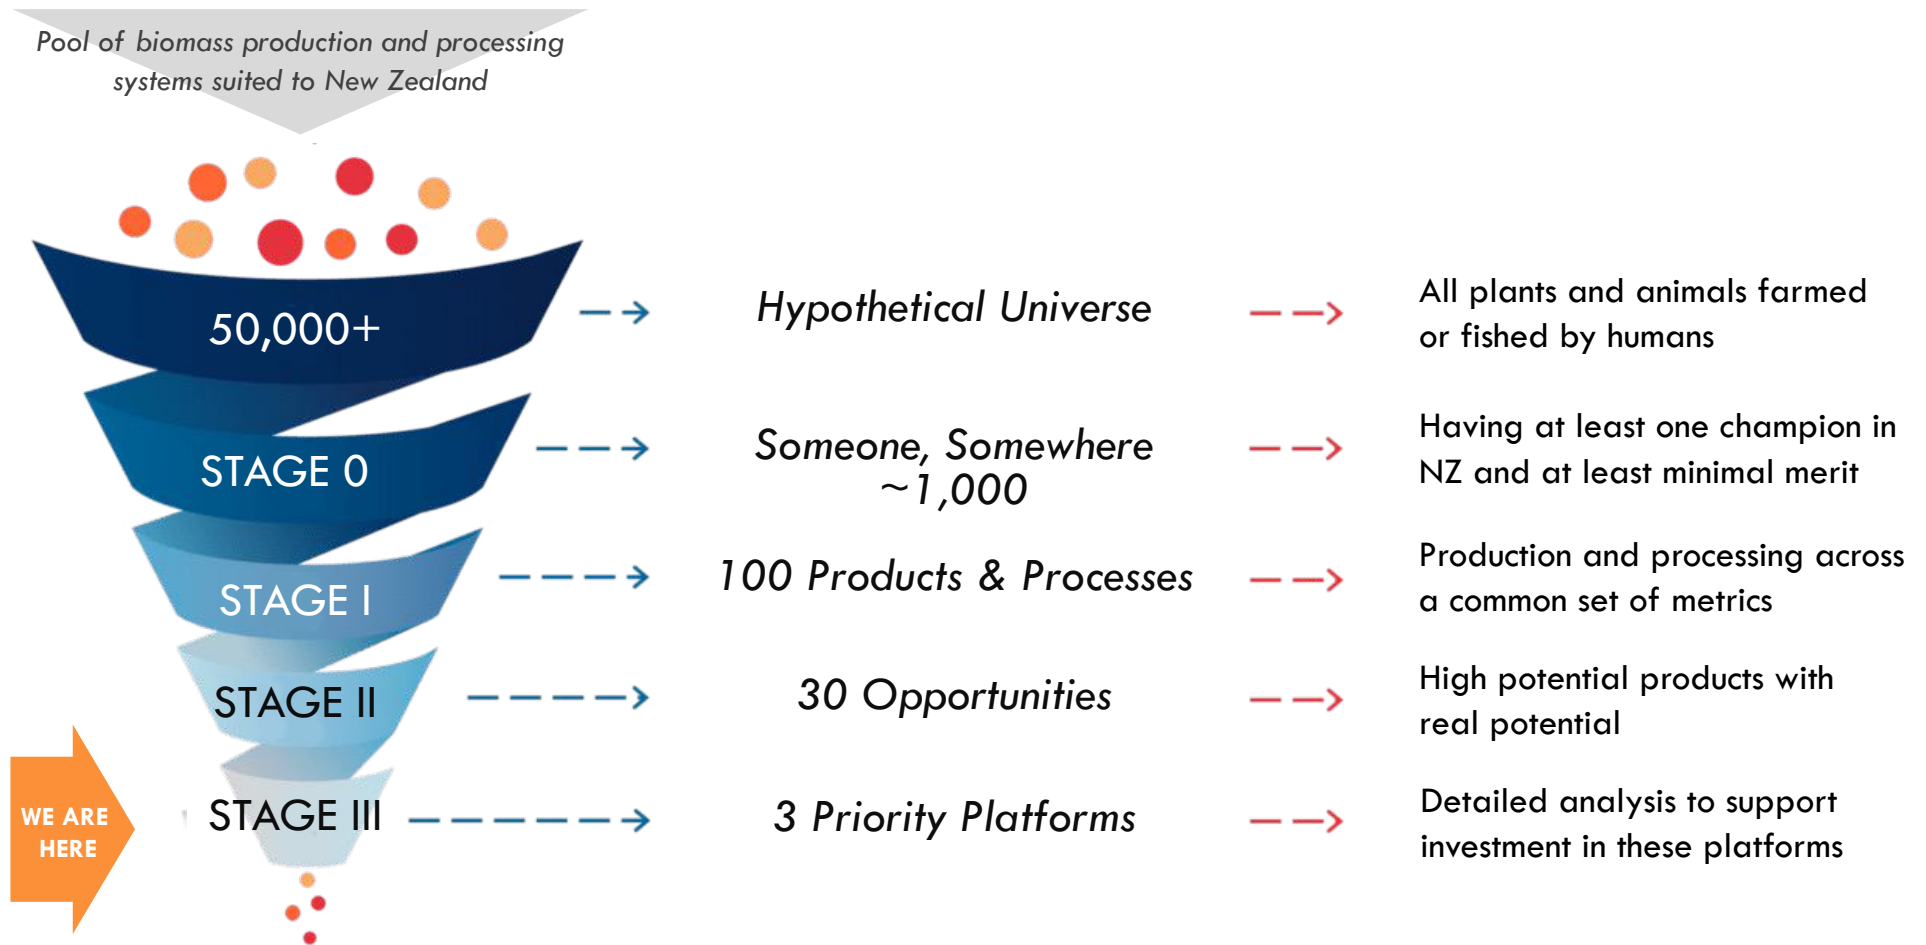 Pool of biomass production and processing
systems suited to New Zealand
50,000+
Hypothetical Universe
All plants and animals farmed
or fished by humans
STAGE 0
Someone, Somewhere
~1,000
Having at least one champion in
NZ and at least minimal merit
STAGE I
100 Products & Processes
Production and processing across
a common set of metrics
STAGE II
30 Opportunities
High potential products with
real potential
WE ARE
HERE
STAGE III
3 Priority Platforms
Detailed analysis to support
investment in these platforms